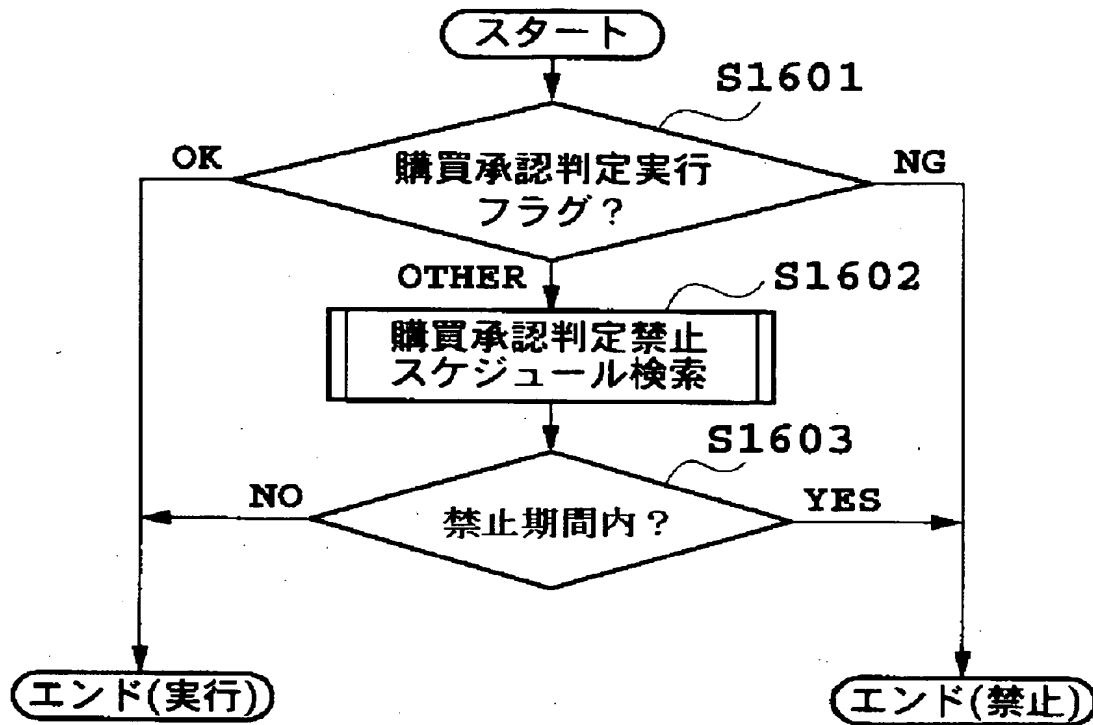 スタート
S1601
OK
購買承認判定実行
フラグ?
NG
OTHER
S1602
購買承認判定禁止
スケジュール検索
S1603
NO
禁止期間内?
YES
エンド(実行)
エンド(禁止)